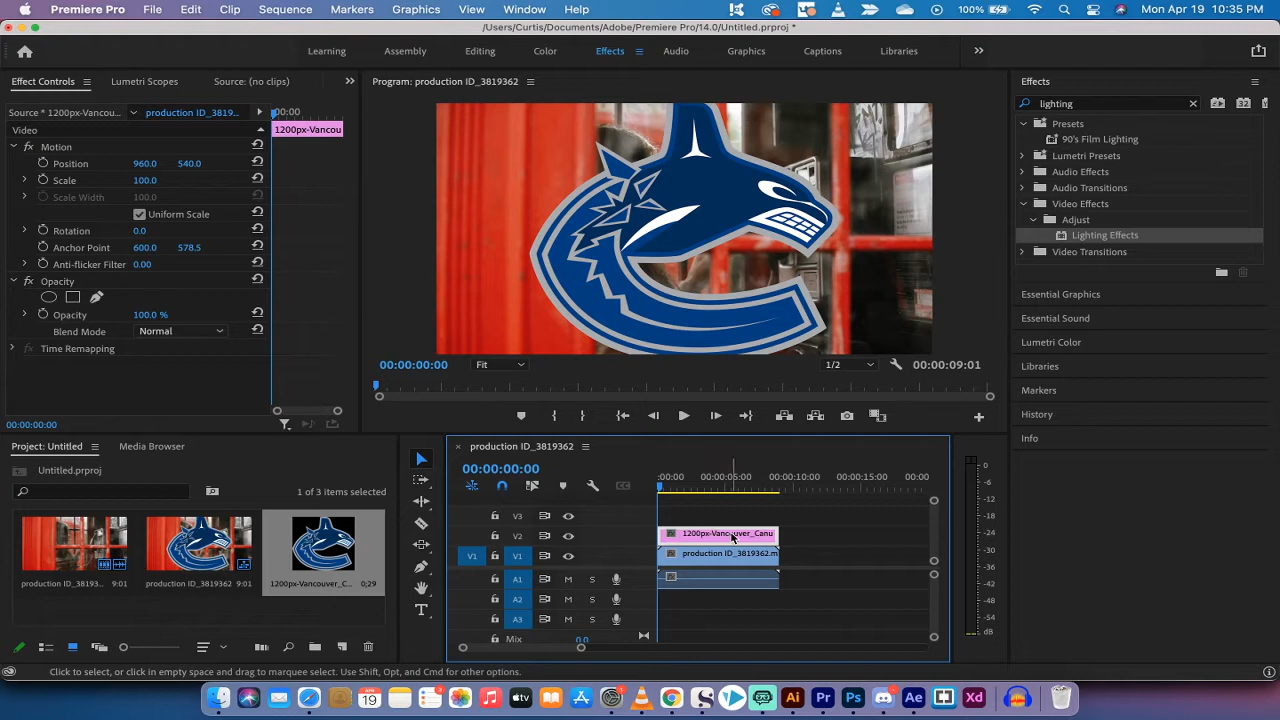 Premiere Pro File Edit Clip Sequence Markers Graphics View Window Help 100% Mon Apr 19 10:35 PM
/Users/Curtis/Documents/Adobe/Premiere Pro/14.0/Untitled.prproj *
Learning Assembly Editing Color Effects Audio Graphics Captions Libraries
Effect Controls Lumetri Scopes Source: (no clips) Program: production ID_3819362 Effects
Source * 1200px-Vancou... production ID_3819... :00:00
Video 1200px-Vancou
fx Motion
Position 960.0 540.0
Scale 100.0
Scale Width 100.0
Uniform Scale
Rotation 0.0
Anchor Point 600.0 578.5
Anti-flicker Filter 0.00
fx Opacity
Opacity 100.0 %
Blend Mode Normal
Time Remapping
00:00:00:00
00:00:00:00 Fit 1/2 00:00:09:01
lighting
Presets
90's Film Lighting
Lumetri Presets
Audio Effects
Audio Transitions
Video Effects
Adjust
Lighting Effects
Video Transitions
Essential Graphics
Essential Sound
Lumetri Color
Libraries
Markers
History
Info
Project: Untitled Media Browser
Untitled.prproj
1 of 3 items selected
production ID_38193... 9:01 production ID_3819362 9:01 1200px-Vancouver_C... 0;29
production ID_3819362
00:00:00:00
:00:00 00:00:05:00 00:00:10:00 00:00:15:00 00:00
V3
V2 1200px-Vancouver_Canu
V1 V1 production ID_3819362.m
A1 M S
A2 M S
A3 M S
Mix 0.0
0
-6
-12
-18
-24
-30
-36
-42
-48
-54
dB
Click to select, or click in empty space and drag to marquee select. Use Shift, Opt, and Cmd for other options.
APR
19
tv
Ai Pr Ps Ae Xd